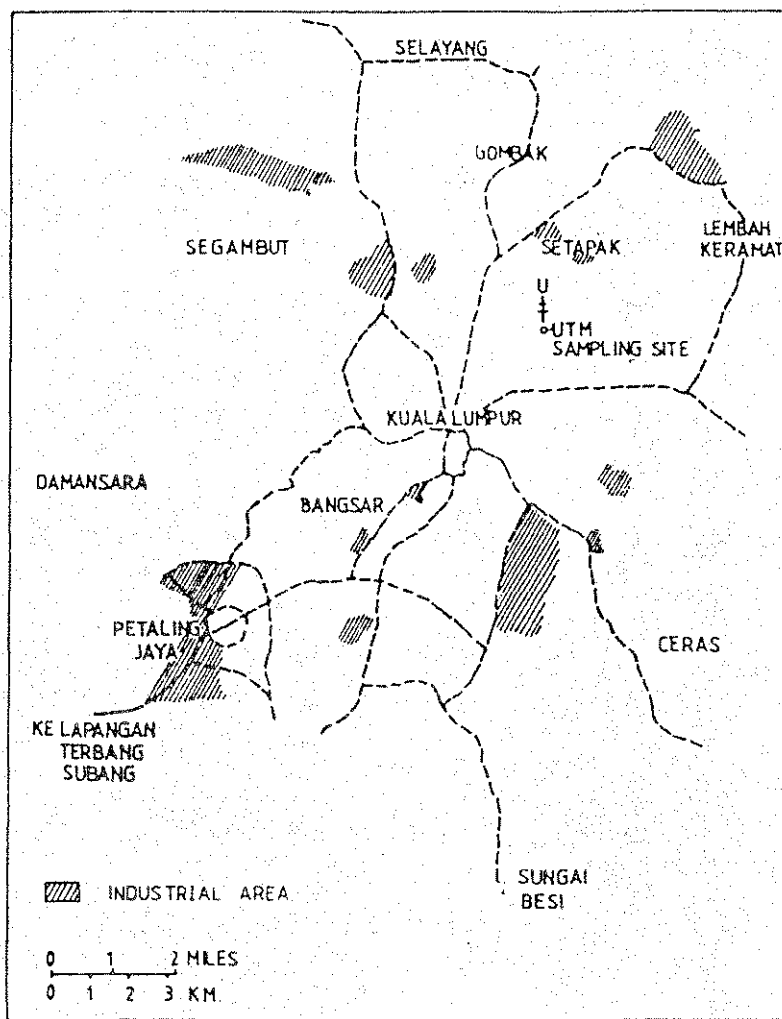 SELAYANG
GOMBAK
SEGAMBUT
SETAPAK
LEMBAH
KERAMAT
U
UTM
SAMPLING SITE
KUALA LUMPUR
DAMANSARA
BANGSAR
PETALING
JAYA
CERAS
KE LAPANGAN
TERBANG
SUBANG
INDUSTRIAL AREA
SUNGAI
BESI
0 1 2 MILES
0 1 2 3 KM.